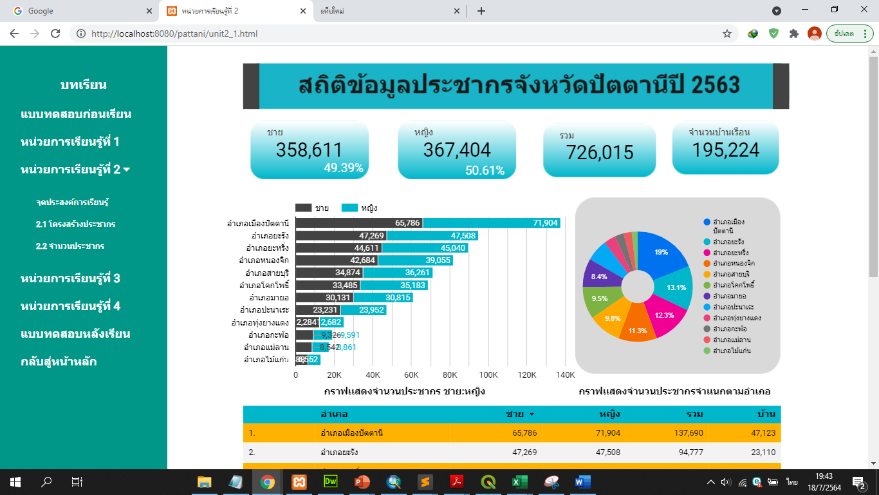 Google
หน่วยการเรียนรู้ที่ 2
แท็บใหม่
http://localhost:8080/pattani/unit2_1.html
อัปเดต
บทเรียน
แบบทดสอบก่อนเรียน
หน่วยการเรียนรู้ที่ 1
หน่วยการเรียนรู้ที่ 2
จุดประสงค์การเรียนรู้
2.1 โครงสร้างประชากร
2.2 จำนวนประชากร
หน่วยการเรียนรู้ที่ 3
หน่วยการเรียนรู้ที่ 4
แบบทดสอบหลังเรียน
กลับสู่หน้าหลัก
สถิติข้อมูลประชากรจังหวัดปัตตานีปี 2563
ชาย
358,611
49.39%
หญิง
367,404
50.61%
รวม
726,015
จำนวนบ้านเรือน
195,224
ชาย หญิง
อำเภอเมืองปัตตานี 65,786 71,904
อำเภอยะรัง 47,269 47,508
อำเภอยะหริ่ง 44,611 45,040
อำเภอหนองจิก 42,684 39,055
อำเภอสายบุรี 34,874 36,261
อำเภอโคกโพธิ์ 33,485 35,183
อำเภอมายอ 30,131 30,815
อำเภอปะนาเระ 23,231 23,952
อำเภอทุ่งยางแดง
อำเภอกะพ้อ
อำเภอแม่ลาน
อำเภอไม้แก่น
0 20K 40K 60K 80K 100K 120K 140K
กราฟแสดงจำนวนประชากร ชาย:หญิง
19%
13.1%
12.3%
11.3%
9.8%
9.5%
8.4%
อำเภอเมือง
ปัตตานี
อำเภอยะรัง
อำเภอยะหริ่ง
อำเภอหนองจิก
อำเภอสายบุรี
อำเภอโคกโพธิ์
อำเภอมายอ
อำเภอปะนาเระ
อำเภอทุ่งยางแดง
อำเภอกะพ้อ
อำเภอแม่ลาน
อำเภอไม้แก่น
กราฟแสดงจำนวนประชากรจำแนกตามอำเภอ
อำเภอ ชาย หญิง รวม บ้าน
1. อำเภอเมืองปัตตานี 65,786 71,904 137,690 47,123
2. อำเภอยะรัง 47,269 47,508 94,777 23,110
ไทย
19:43
18/7/2564
2